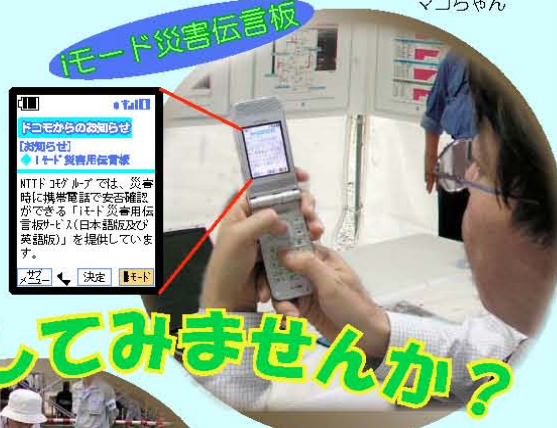 マコちゃん
iモード災害伝言板
ドコモからのお知らせ
[お知らせ]
◆iモード災害用伝言板
NTTドコモグループでは、災害
時に携帯電話で安否確認
ができる「iモード災害用伝
言板サービス(日本語版及び
英語版)」を提供していま
す。
サブメニュー 決定 iモード
してみませんか？